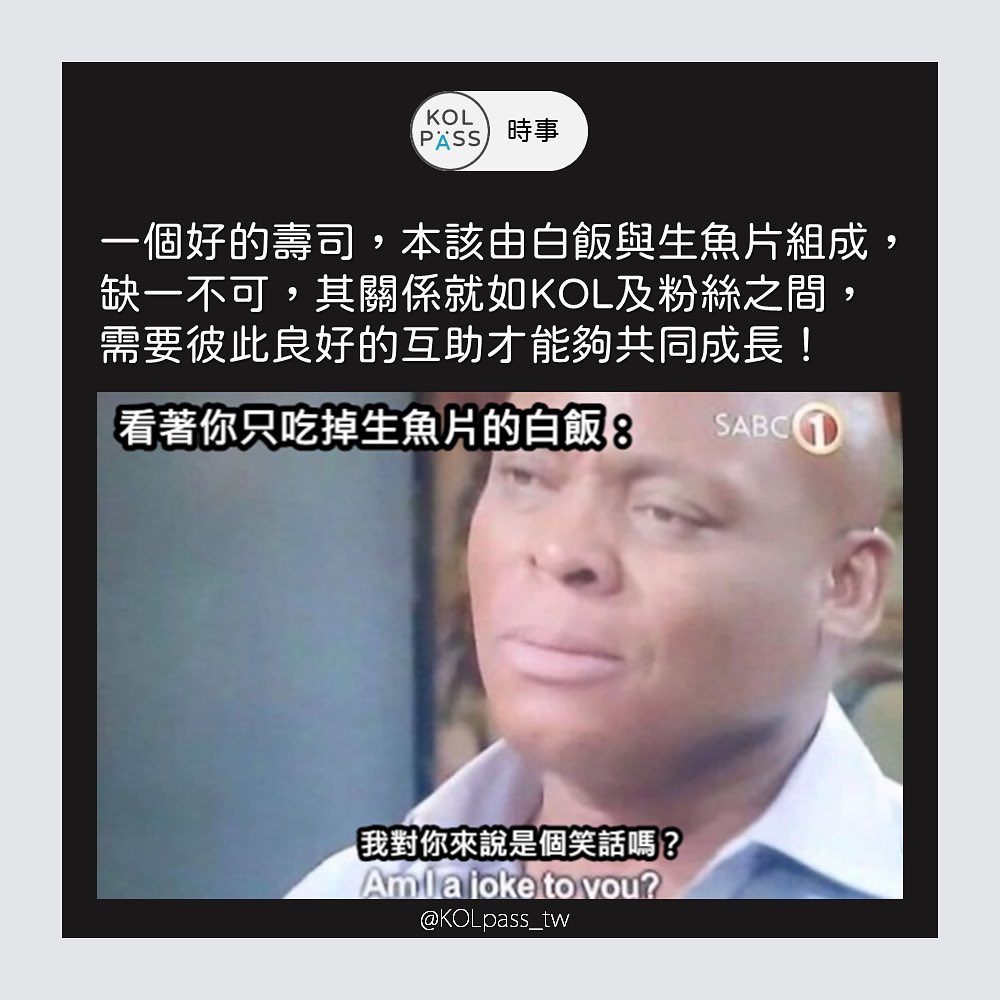 KOL
PÄSS
時事
一個好的壽司，本該由白飯與生魚片組成，
缺一不可，其關係就如KOL及粉絲之間，
需要彼此良好的互助才能夠共同成長！
看著你只吃掉生魚片的白飯：
SABC 1
我對你來說是個笑話嗎？
Am I a joke to you?
@KOLpass_tw